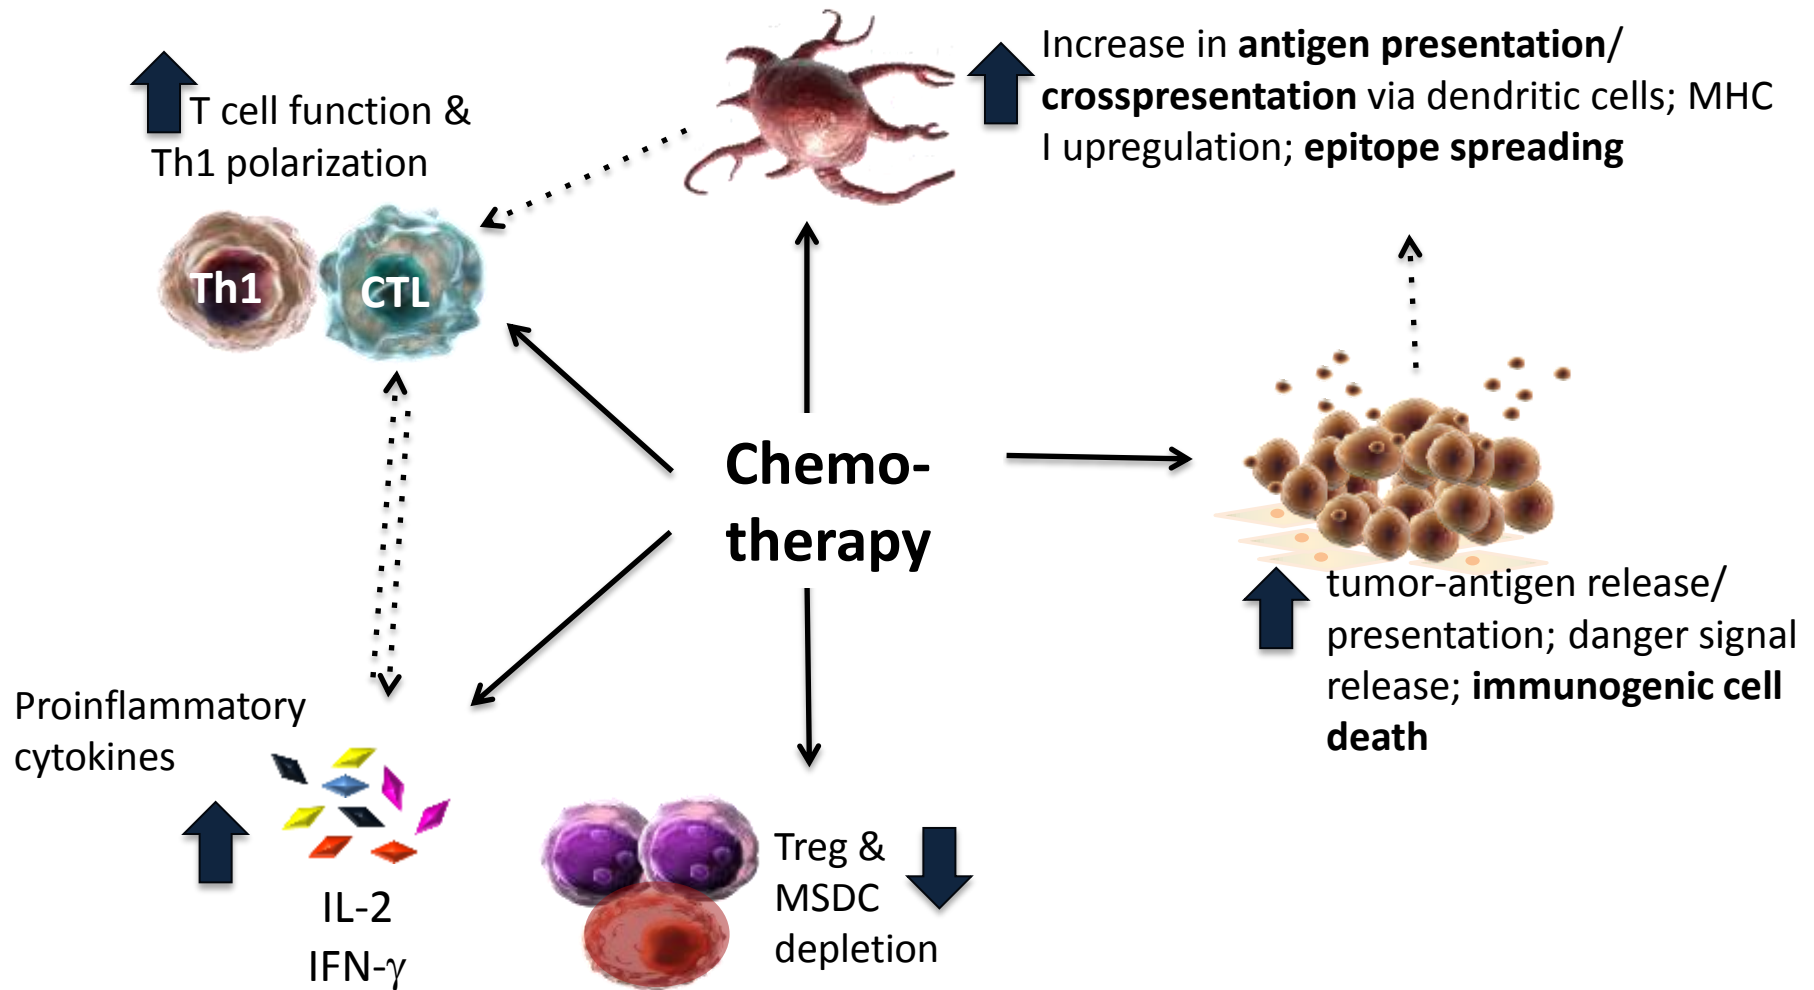 T cell function &
Th1 polarization
Th1
CTL
Increase in antigen presentation/
crosspresentation via dendritic cells; MHC
I upregulation; epitope spreading
Chemo-
therapy
tumor-antigen release/
presentation; danger signal
release; immunogenic cell
death
Proinflammatory
cytokines
IL-2
IFN-γ
Treg &
MSDC
depletion